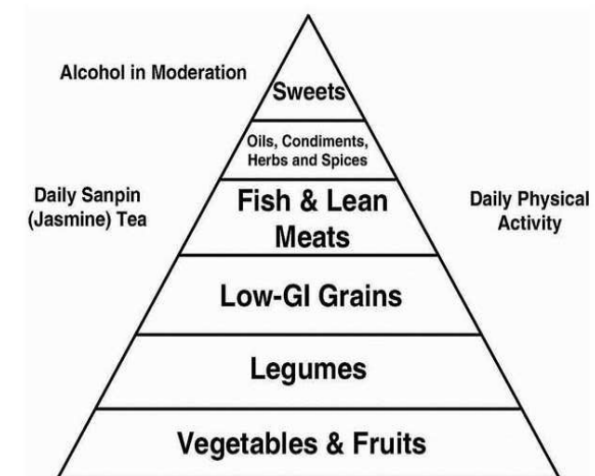 Alcohol in Moderation
Sweets
Oils, Condiments,
Herbs and Spices
Daily Sanpin
(Jasmine) Tea
Fish & Lean
Meats
Daily Physical
Activity
Low-GI Grains
Legumes
Vegetables & Fruits